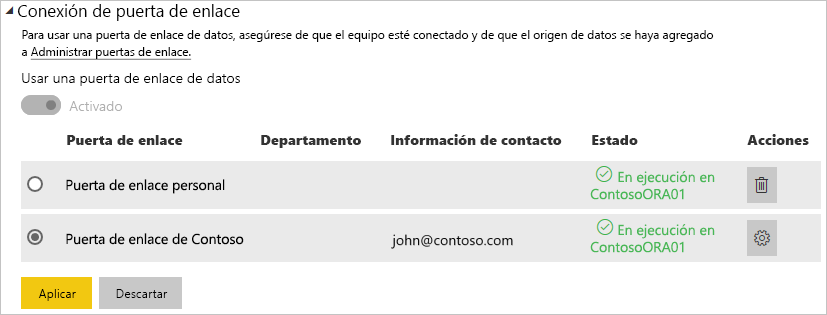 Conexión de puerta de enlace
Para usar una puerta de enlace de datos, asegúrese de que el equipo esté conectado y de que el origen de datos se haya agregado
a Administrar puertas de enlace.
Usar una puerta de enlace de datos
Activado
Puerta de enlace Departamento Información de contacto Estado Acciones
Puerta de enlace personal En ejecución en
ContosoORA01
Puerta de enlace de Contoso john@contoso.com En ejecución en
ContosoORA01
Aplicar Descartar